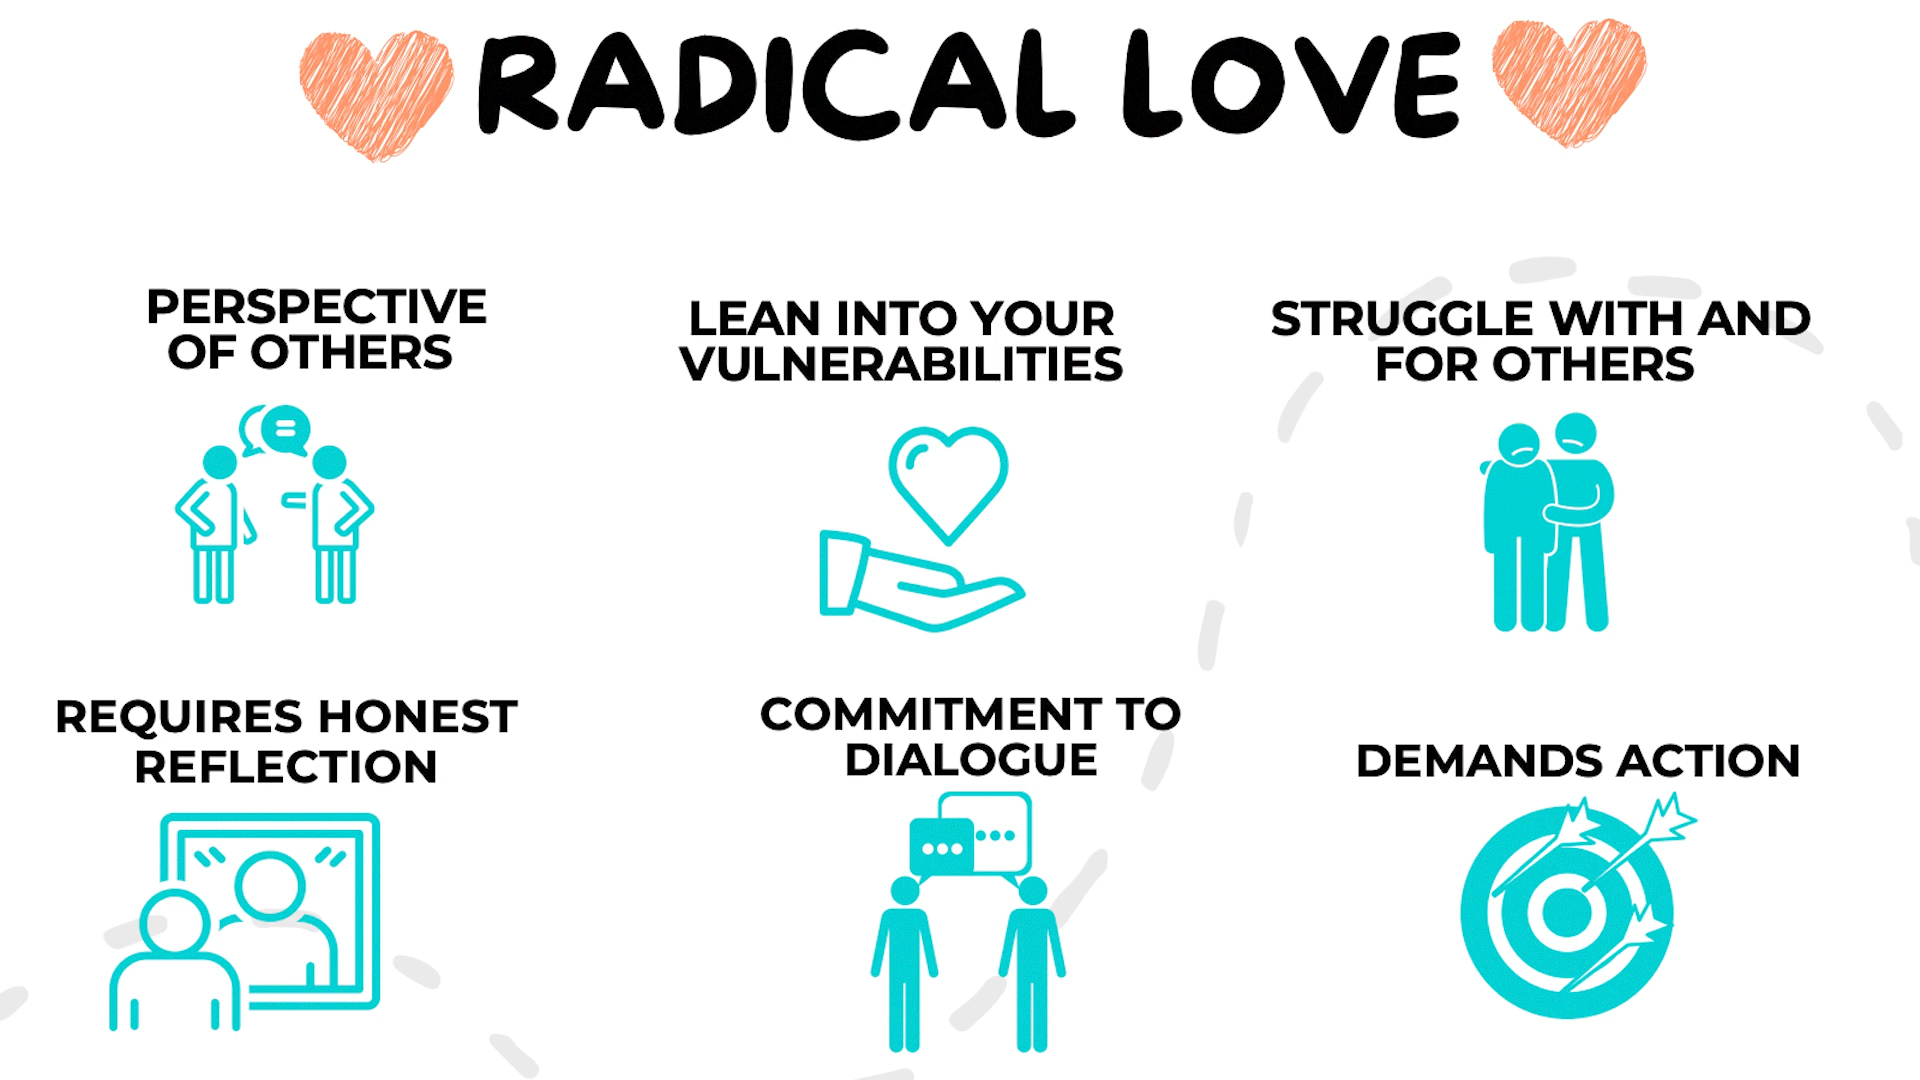 RADICAL LOVE
PERSPECTIVE
OF OTHERS
LEAN INTO YOUR
VULNERABILITIES
STRUGGLE WITH AND
FOR OTHERS
REQUIRES HONEST
REFLECTION
COMMITMENT TO
DIALOGUE
DEMANDS ACTION